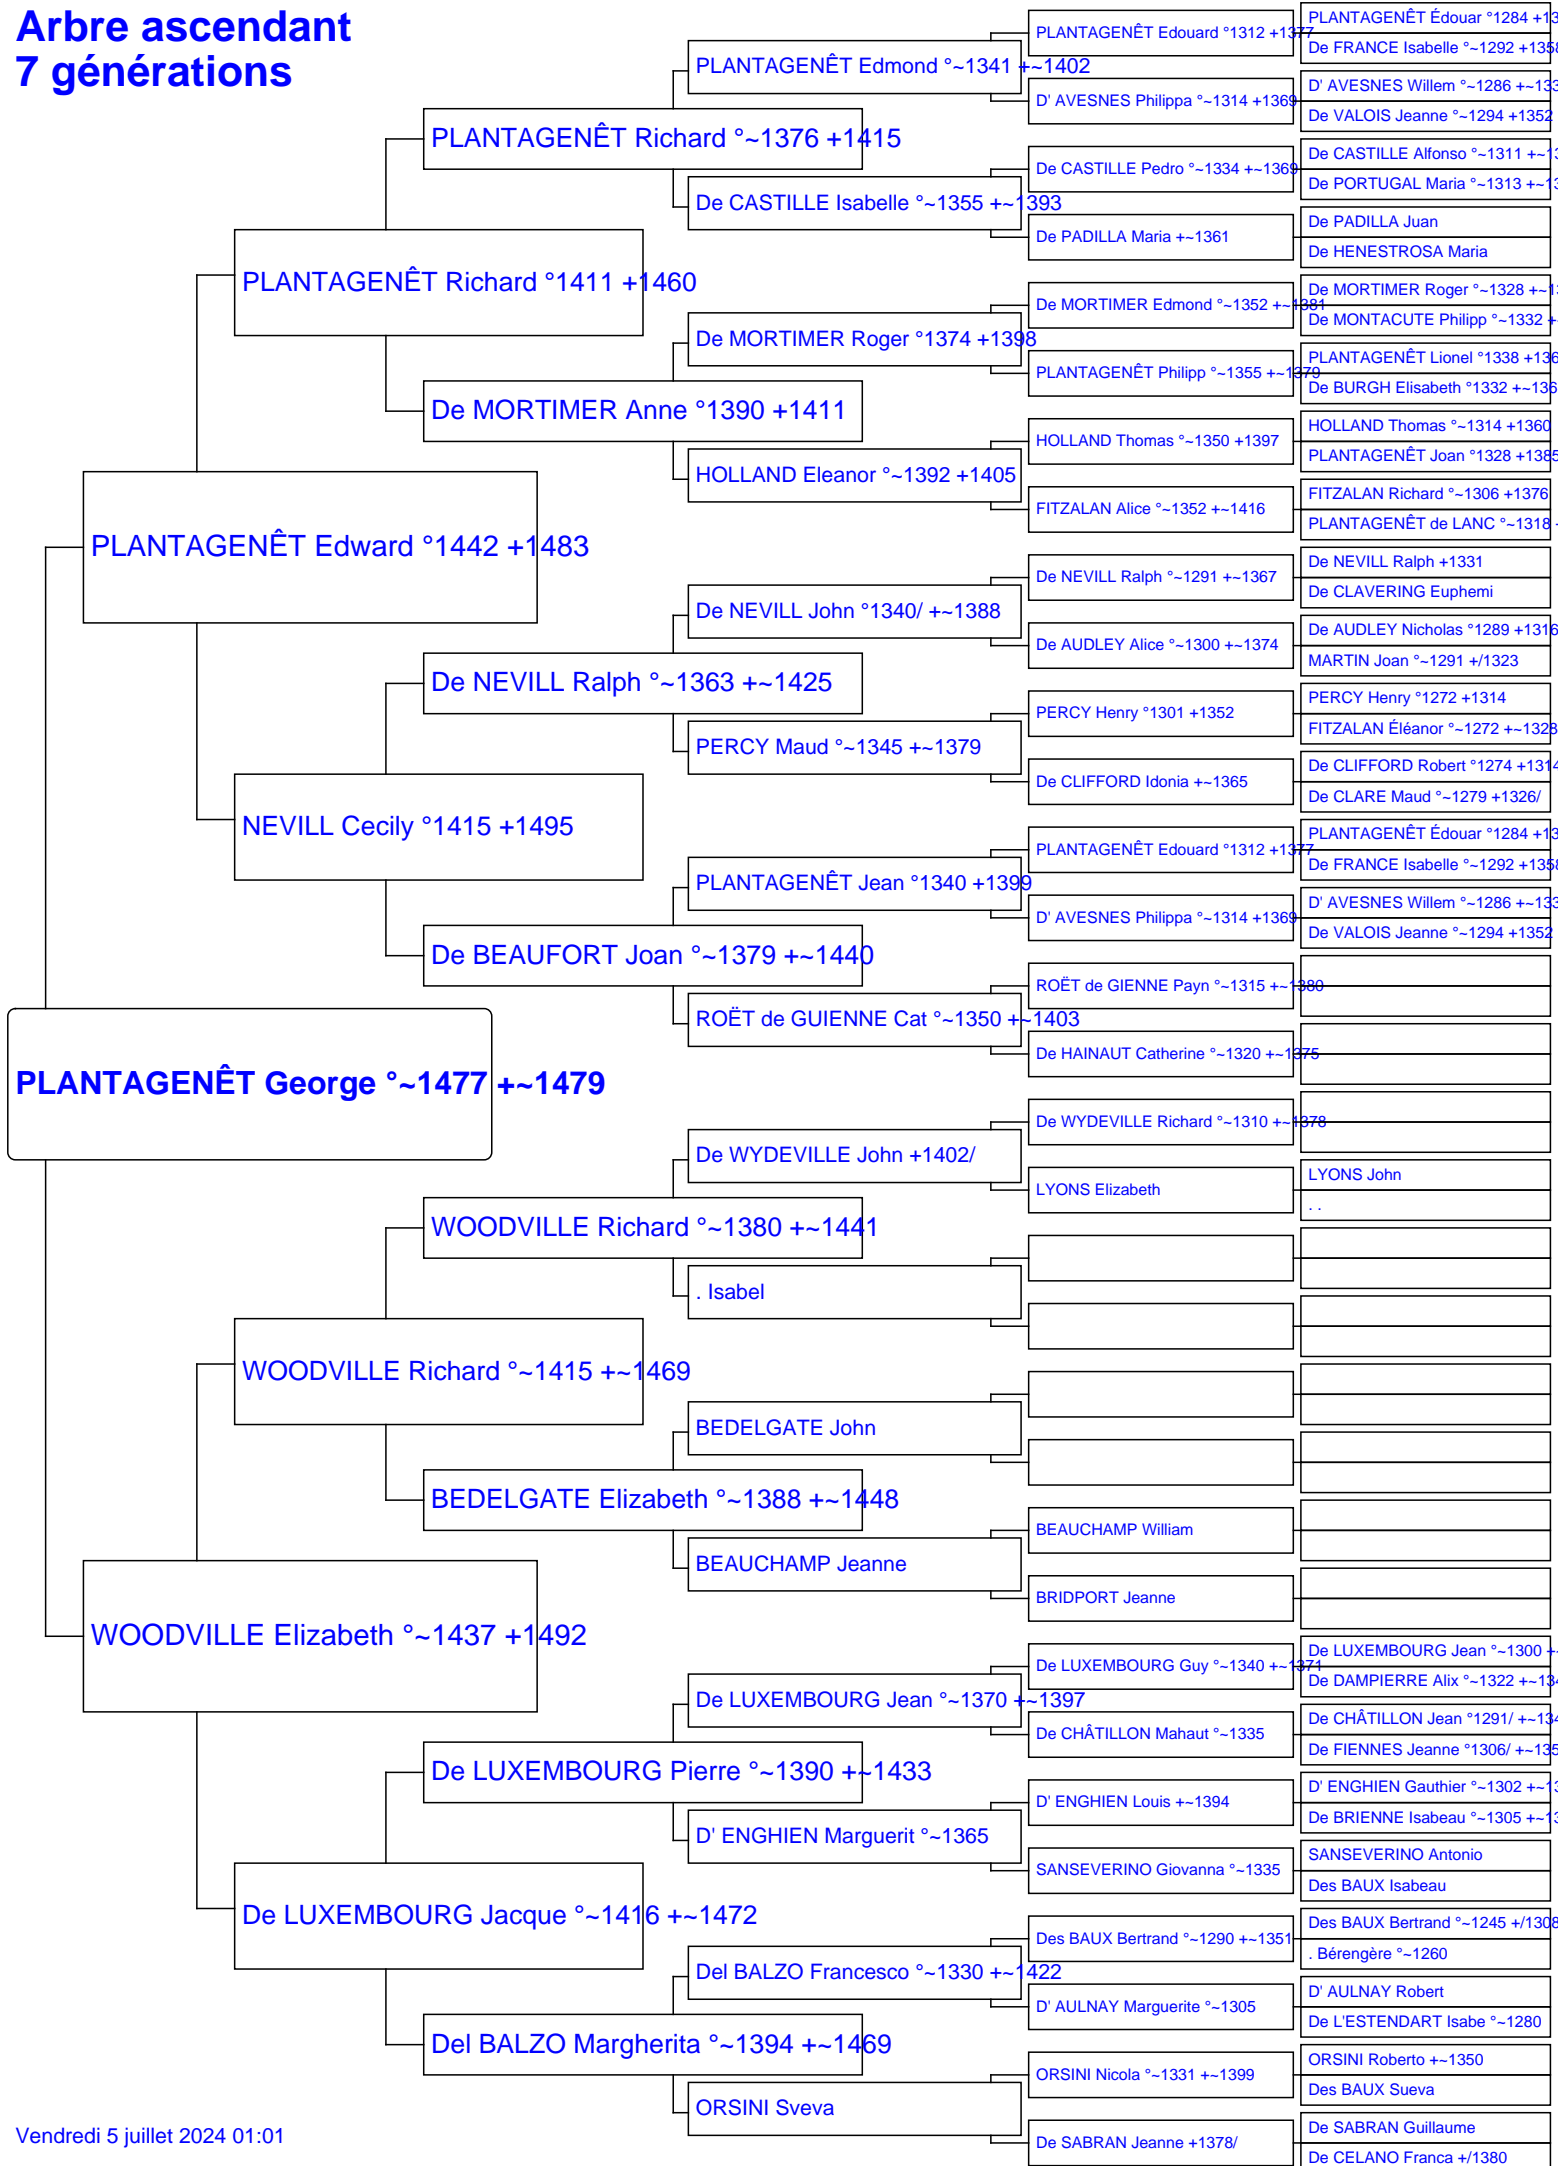 Arbre ascendant
7 générations
PLANTAGENÊT George °~1477 +~1479
PLANTAGENÊT Edward °1442 +1483
WOODVILLE Elizabeth °~1437 +1492
PLANTAGENÊT Richard °1411 +1460
NEVILL Cecily °1415 +1495
WOODVILLE Richard °~1415 +~1469
De LUXEMBOURG Jacque °~1416 +~1472
PLANTAGENÊT Richard °~1376 +1415
De MORTIMER Anne °1390 +1411
De NEVILL Ralph °~1363 +~1425
De BEAUFORT Joan °~1379 +~1440
WOODVILLE Richard °~1380 +~1441
BEDELGATE Elizabeth °~1388 +~1448
De LUXEMBOURG Pierre °~1390 +~1433
Del BALZO Margherita °~1394 +~1469
PLANTAGENÊT Edmond °~1341 +~1402
De CASTILLE Isabelle °~1355 +~1393
De MORTIMER Roger °1374 +1398
HOLLAND Eleanor °~1392 +1405
De NEVILL John °1340/ +~1388
PERCY Maud °~1345 +~1379
PLANTAGENÊT Jean °1340 +1399
ROËT de GUIENNE Cat °~1350 +~1403
De WYDEVILLE John +1402/
. Isabel
BEDELGATE John
BEAUCHAMP Jeanne
De LUXEMBOURG Jean °~1370 +~1397
D' ENGHIEN Marguerit °~1365
Del BALZO Francesco °~1330 +~1422
ORSINI Sveva
PLANTAGENÊT Edouard °1312 +1377
D' AVESNES Philippa °~1314 +1369
De CASTILLE Pedro °~1334 +~1369
De PADILLA Maria +~1361
De MORTIMER Edmond °~1352 +~1381
PLANTAGENÊT Philipp °~1355 +~1379
HOLLAND Thomas °~1350 +1397
FITZALAN Alice °~1352 +~1416
De NEVILL Ralph °~1291 +~1367
De AUDLEY Alice °~1300 +~1374
PERCY Henry °1301 +1352
De CLIFFORD Idonia +~1365
PLANTAGENÊT Edouard °1312 +1377
D' AVESNES Philippa °~1314 +1369
ROËT de GIENNE Payn °~1315 +~1380
De HAINAUT Catherine °~1320 +~1375
De WYDEVILLE Richard °~1310 +~1378
LYONS Elizabeth
BEAUCHAMP William
BRIDPORT Jeanne
De LUXEMBOURG Guy °~1340 +~1371
De CHÂTILLON Mahaut °~1335
D' ENGHIEN Louis +~1394
SANSEVERINO Giovanna °~1335
Des BAUX Bertrand °~1290 +~1351
D' AULNAY Marguerite °~1305
ORSINI Nicola °~1331 +~1399
De SABRAN Jeanne +1378/
PLANTAGENÊT Édouar °1284 +13
De FRANCE Isabelle °~1292 +1358
D' AVESNES Willem °~1286 +~133
De VALOIS Jeanne °~1294 +1352
De CASTILLE Alfonso °~1311 +~13
De PORTUGAL Maria °~1313 +~13
De PADILLA Juan
De HENESTROSA Maria
De MORTIMER Roger °~1328 +~13
De MONTACUTE Philipp °~1332 +
PLANTAGENÊT Lionel °1338 +136
De BURGH Elisabeth °1332 +~136
HOLLAND Thomas °~1314 +1360
PLANTAGENÊT Joan °1328 +1385
FITZALAN Richard °~1306 +1376
PLANTAGENÊT de LANC °~1318 +
De NEVILL Ralph +1331
De CLAVERING Euphemi
De AUDLEY Nicholas °1289 +1316
MARTIN Joan °~1291 +/1323
PERCY Henry °1272 +1314
FITZALAN Éléanor °~1272 +~1328
De CLIFFORD Robert °1274 +1314
De CLARE Maud °~1279 +1326/
PLANTAGENÊT Édouar °1284 +13
De FRANCE Isabelle °~1292 +1358
D' AVESNES Willem °~1286 +~133
De VALOIS Jeanne °~1294 +1352
LYONS John
. .
De LUXEMBOURG Jean °~1300 +~
De DAMPIERRE Alix °~1322 +~134
De CHÂTILLON Jean °1291/ +~134
De FIENNES Jeanne °1306/ +~135
D' ENGHIEN Gauthier °~1302 +~13
De BRIENNE Isabeau °~1305 +~13
SANSEVERINO Antonio
Des BAUX Isabeau
Des BAUX Bertrand °~1245 +/1308
. Bérengère °~1260
D' AULNAY Robert
De L'ESTENDART Isabe °~1280
ORSINI Roberto +~1350
Des BAUX Sueva
De SABRAN Guillaume
De CELANO Franca +/1380
Vendredi 5 juillet 2024 01:01